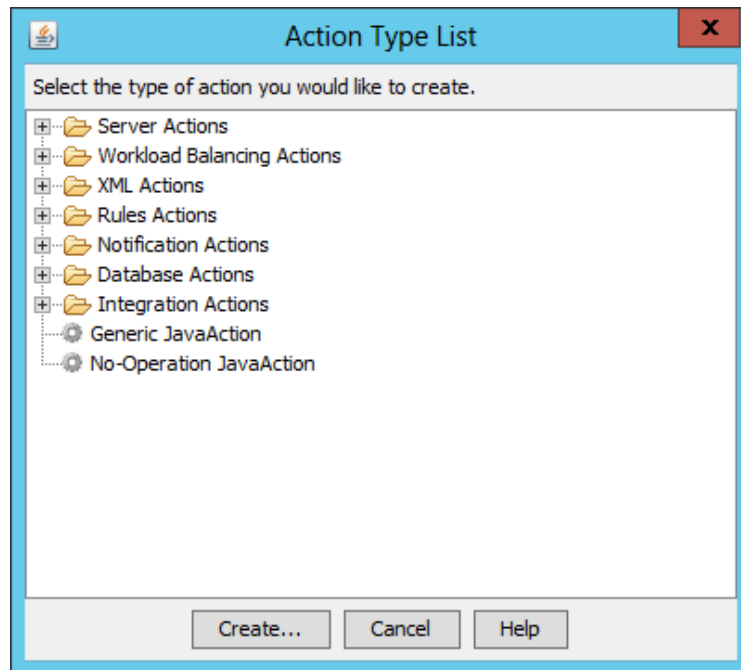 Action Type List
x
Select the type of action you would like to create.
Server Actions
Workload Balancing Actions
XML Actions
Rules Actions
Notification Actions
Database Actions
Integration Actions
Generic JavaAction
No-Operation JavaAction
Create... Cancel Help